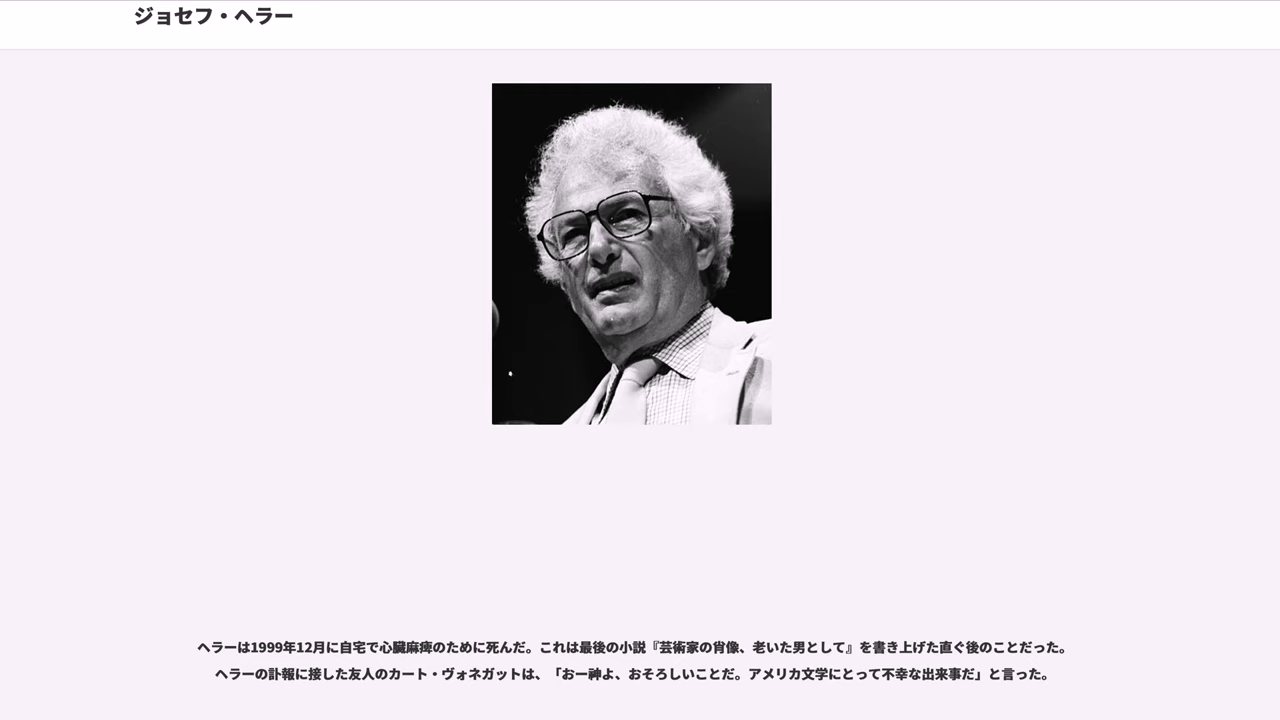 ジョセフ・ヘラー
ヘラーは1999年12月に自宅で心臓麻痺のために死んだ。これは最後の小説『芸術家の肖像、老いた男として』を書き上げた直ぐ後のことだった。
ヘラーの訃報に接した友人のカート・ヴォネガットは、「おー神よ、おそろしいことだ。アメリカ文学にとって不幸な出来事だ」と言った。